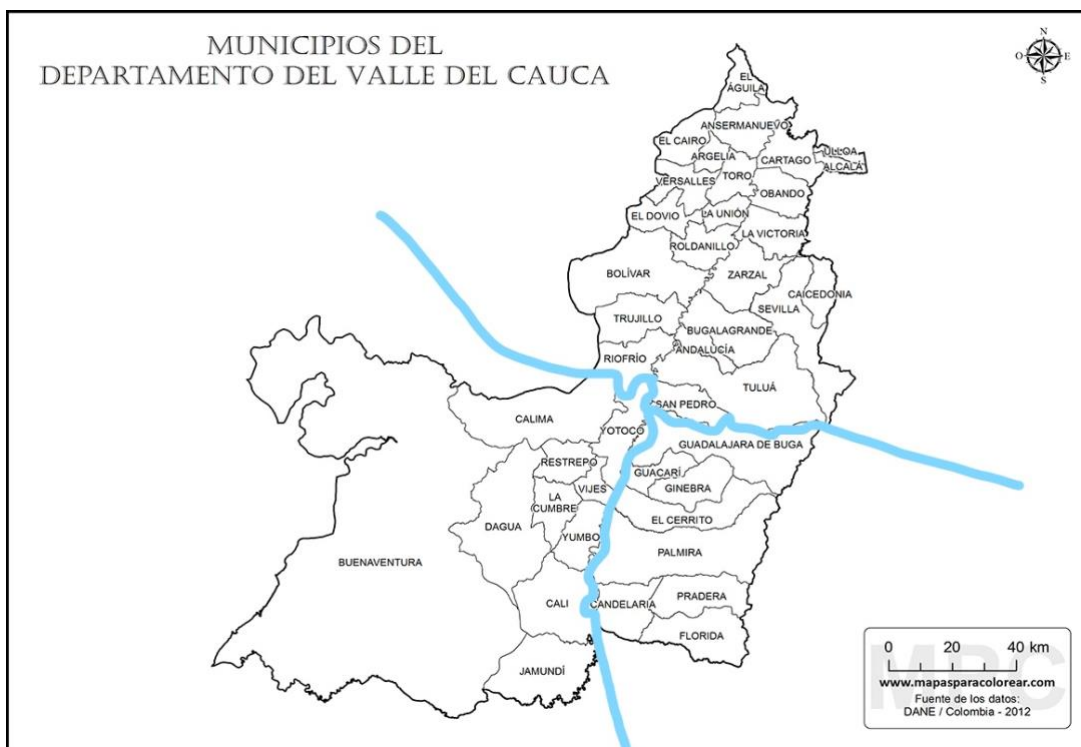 MUNICIPIOS DEL
DEPARTAMENTO DEL VALLE DEL CAUCA
N
O
E
S
EL
ÁGUILA
ANSERMANUEVO
EL CAIRO
ARGELIA
CARTAGO
ULLOA
ALCALÁ
VERSALLES
TORO
OBANDO
EL DOVIO
LA UNIÓN
LA VICTORIA
ROLDANILLO
BOLÍVAR
ZARZAL
CAICEDONIA
SEVILLA
TRUJILLO
BUGALAGRANDE
RIOFRÍO
ANDALUCÍA
TULUÁ
SAN PEDRO
CALIMA
YOTOCO
GUADALAJARA DE BUGA
RESTREPO
GUACARÍ
VIJES
GINEBRA
LA
CUMBRE
EL CERRITO
DAGUA
YUMBO
PALMIRA
BUENAVENTURA
CALI
CANDELARIA
PRADERA
FLORIDA
JAMUNDÍ
0 20 40 km
MPC
www.mapasparacolorear.com
Fuente de los datos:
DANE / Colombia - 2012